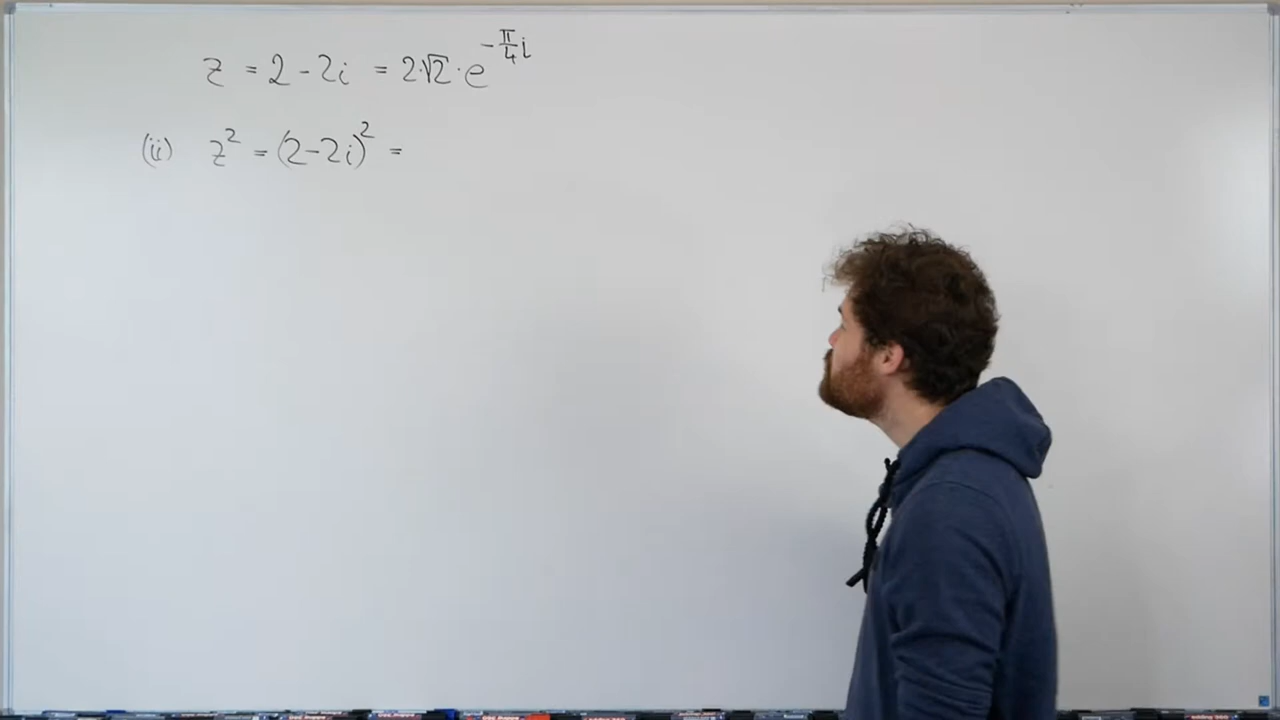 z = 2 - 2i = 2·√2 · e^{-π/4 i}
(ii) z² = (2-2i)² =